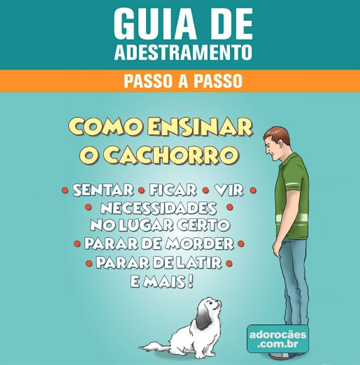 GUIA DE
ADESTRAMENTO
PASSO A PASSO
COMO ENSINAR
O CACHORRO
• SENTAR • FICAR • VIR •
• NECESSIDADES •
NO LUGAR CERTO
• PARAR DE MORDER •
• PARAR DE LATIR •
E MAIS!
adorocães
.com.br